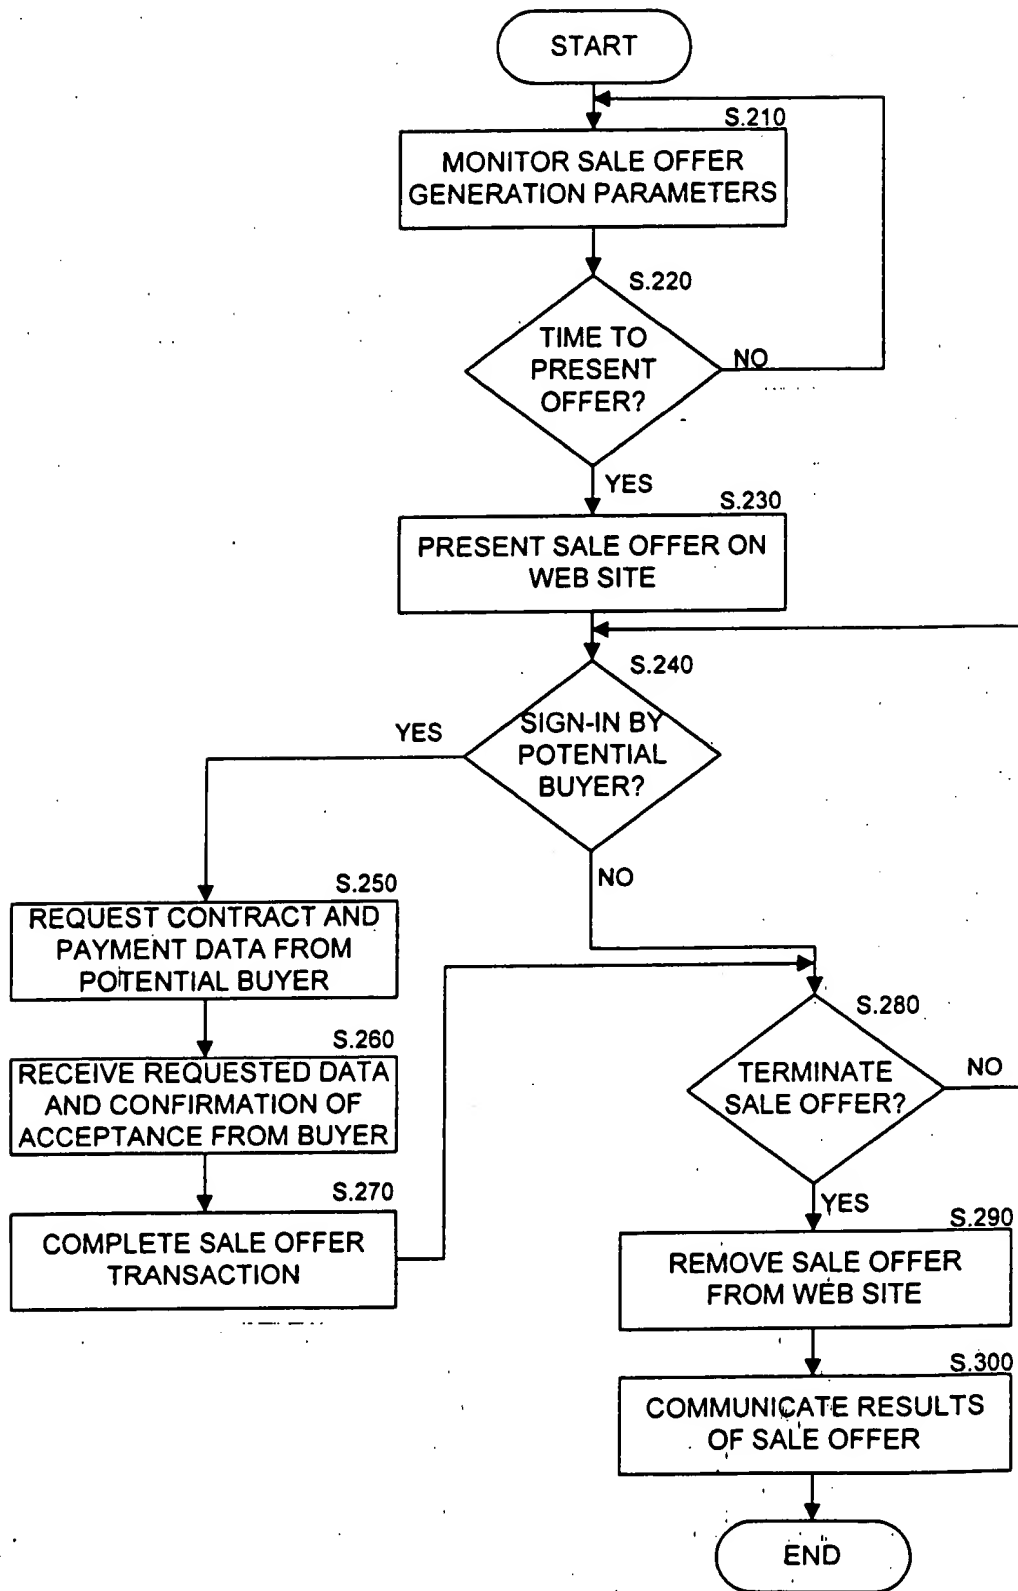 START
S.210
MONITOR SALE OFFER
GENERATION PARAMETERS
S.220
TIME TO
PRESENT
OFFER?
NO
YES
S.230
PRESENT SALE OFFER ON
WEB SITE
S.240
SIGN-IN BY
POTENTIAL
BUYER?
YES
NO
S.250
REQUEST CONTRACT AND
PAYMENT DATA FROM
POTENTIAL BUYER
S.260
RECEIVE REQUESTED DATA
AND CONFIRMATION OF
ACCEPTANCE FROM BUYER
S.270
COMPLETE SALE OFFER
TRANSACTION
S.280
TERMINATE
SALE OFFER?
NO
YES
S.290
REMOVE SALE OFFER
FROM WEB SITE
S.300
COMMUNICATE RESULTS
OF SALE OFFER
END